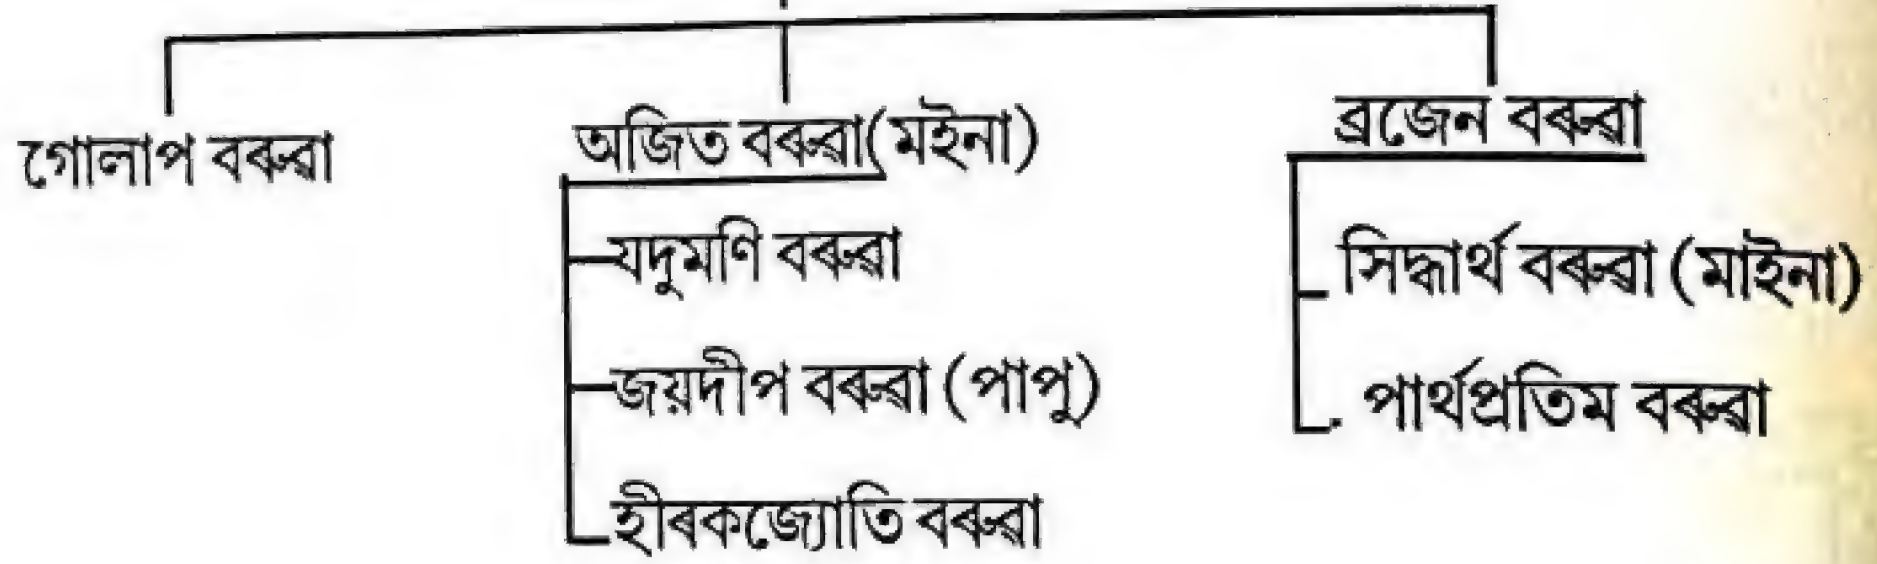 গোলাপ বৰুৱা
অজিত বৰুৱা(মইনা)
যদুমণি বৰুৱা
জয়দীপ বৰুৱা (পাপু)
হীৰকজ্যোতি বৰুৱা
ব্ৰজেন বৰুৱা
সিদ্ধাৰ্থ বৰুৱা (মাইনা)
পাৰ্থপ্ৰতিম বৰুৱা